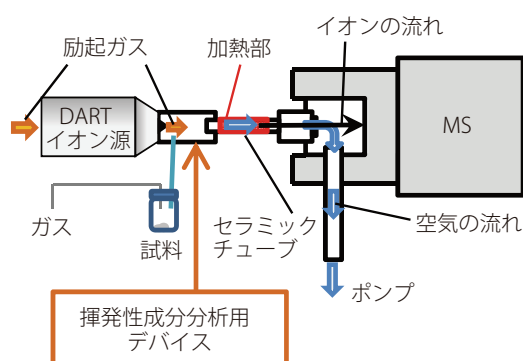 励起ガス
加熱部
イオンの流れ
DART
イオン源
MS
ガス
試料
セラミック
チューブ
空気の流れ
ポンプ
揮発性成分分析用
デバイス